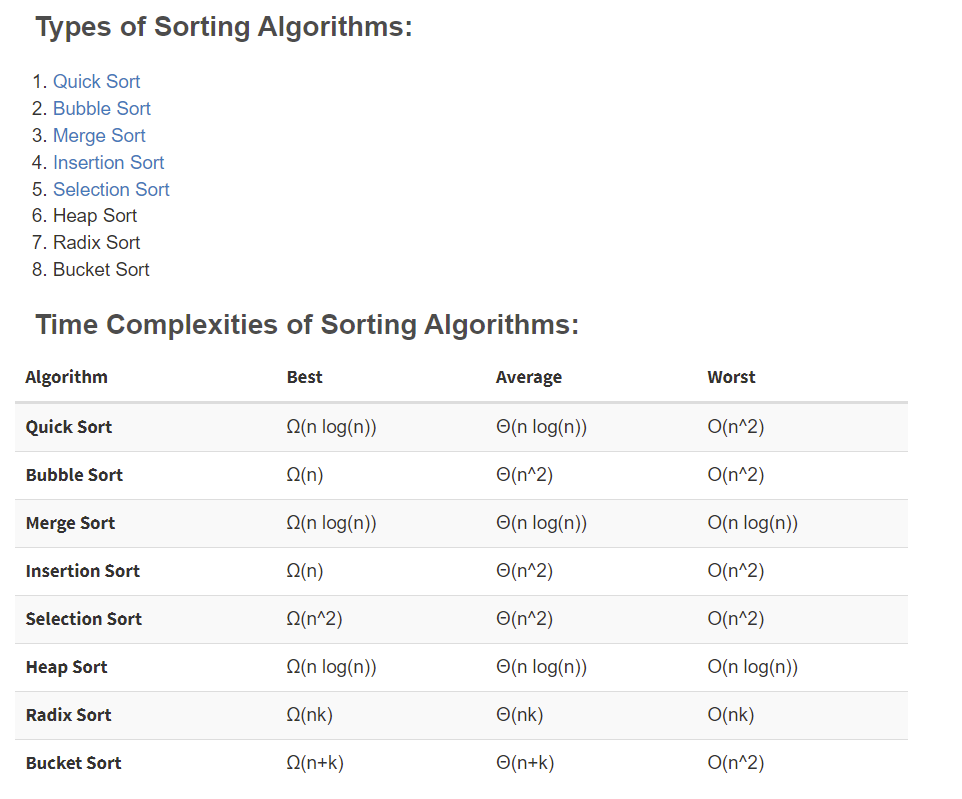 Types of Sorting Algorithms:
1. Quick Sort
2. Bubble Sort
3. Merge Sort
4. Insertion Sort
5. Selection Sort
6. Heap Sort
7. Radix Sort
8. Bucket Sort
Time Complexities of Sorting Algorithms:
Algorithm Best Average Worst
Quick Sort Ω(n log(n)) Θ(n log(n)) O(n^2)
Bubble Sort Ω(n) Θ(n^2) O(n^2)
Merge Sort Ω(n log(n)) Θ(n log(n)) O(n log(n))
Insertion Sort Ω(n) Θ(n^2) O(n^2)
Selection Sort Ω(n^2) Θ(n^2) O(n^2)
Heap Sort Ω(n log(n)) Θ(n log(n)) O(n log(n))
Radix Sort Ω(nk) Θ(nk) O(nk)
Bucket Sort Ω(n+k) Θ(n+k) O(n^2)